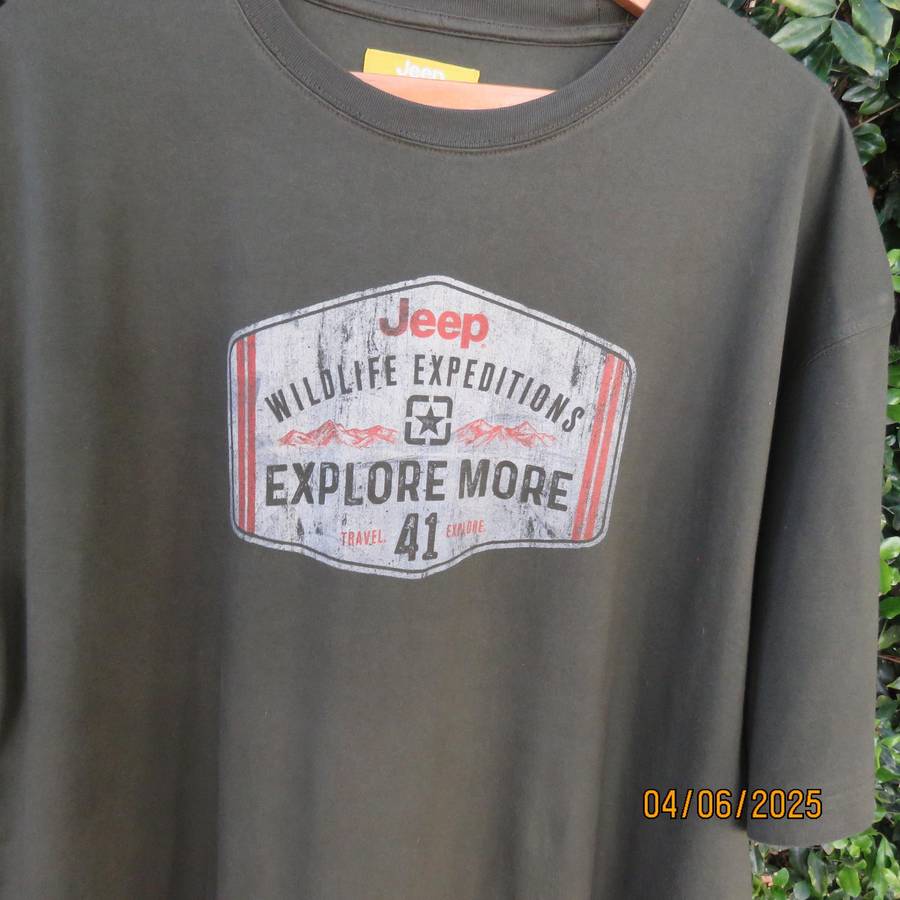 Jeep
Jeep
WILDLIFE EXPEDITIONS
EXPLORE MORE
TRAVEL. 41 EXPLORE.
04/06/2025